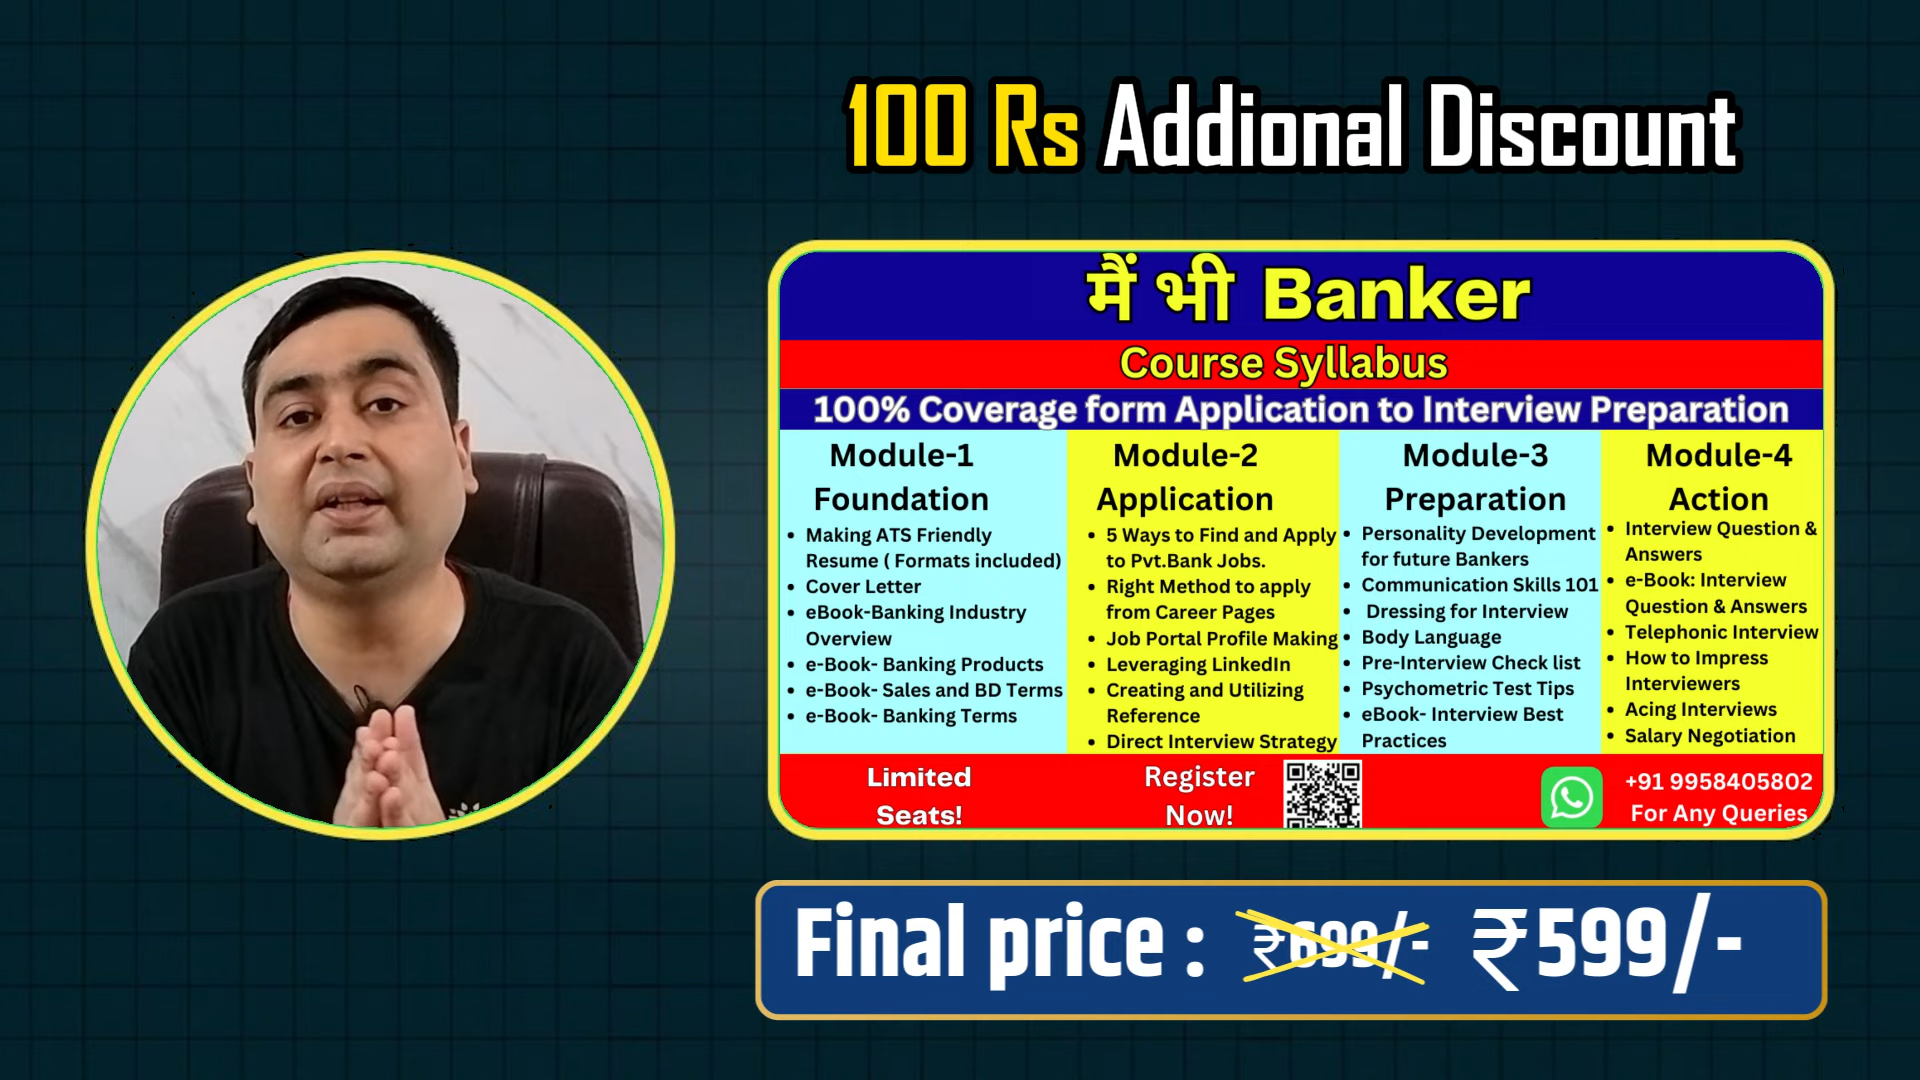 100 Rs Addional Discount
मैं भी Banker
Course Syllabus
100% Coverage form Application to Interview Preparation
Module-1
Foundation
• Making ATS Friendly
Resume ( Formats included)
• Cover Letter
• eBook-Banking Industry
Overview
• e-Book- Banking Products
• e-Book- Sales and BD Terms
• e-Book- Banking Terms
Module-2
Application
• 5 Ways to Find and Apply
to Pvt.Bank Jobs.
• Right Method to apply
from Career Pages
• Job Portal Profile Making
• Leveraging LinkedIn
• Creating and Utilizing
Reference
• Direct Interview Strategy
Module-3
Preparation
• Personality Development
for future Bankers
• Communication Skills 101
• Dressing for Interview
• Body Language
• Pre-Interview Check list
• Psychometric Test Tips
• eBook- Interview Best
Practices
Module-4
Action
• Interview Question &
Answers
• e-Book: Interview
Question & Answers
• Telephonic Interview
• How to Impress
Interviewers
• Acing Interviews
• Salary Negotiation
Limited
Seats!
Register
Now!
+91 9958405802
For Any Queries
Final price : ₹699/- ₹599/-